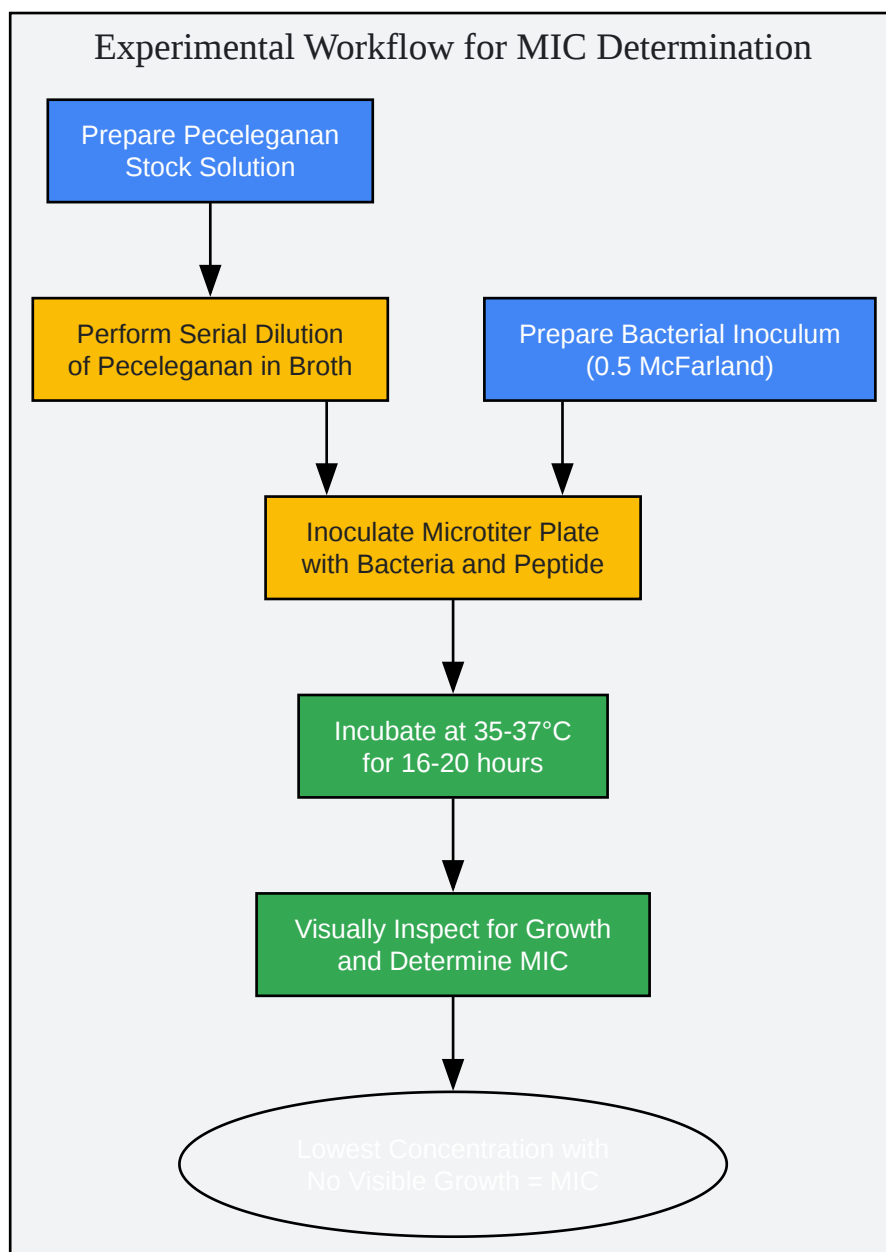 Experimental Workflow for MIC Determination
Prepare Peceleganan
Stock Solution
Perform Serial Dilution
of Peceleganan in Broth
Prepare Bacterial Inoculum
(0.5 McFarland)
Inoculate Microtiter Plate
with Bacteria and Peptide
Incubate at 35-37°C
for 16-20 hours
Visually Inspect for Growth
and Determine MIC
Lowest Concentration with
No Visible Growth = MIC